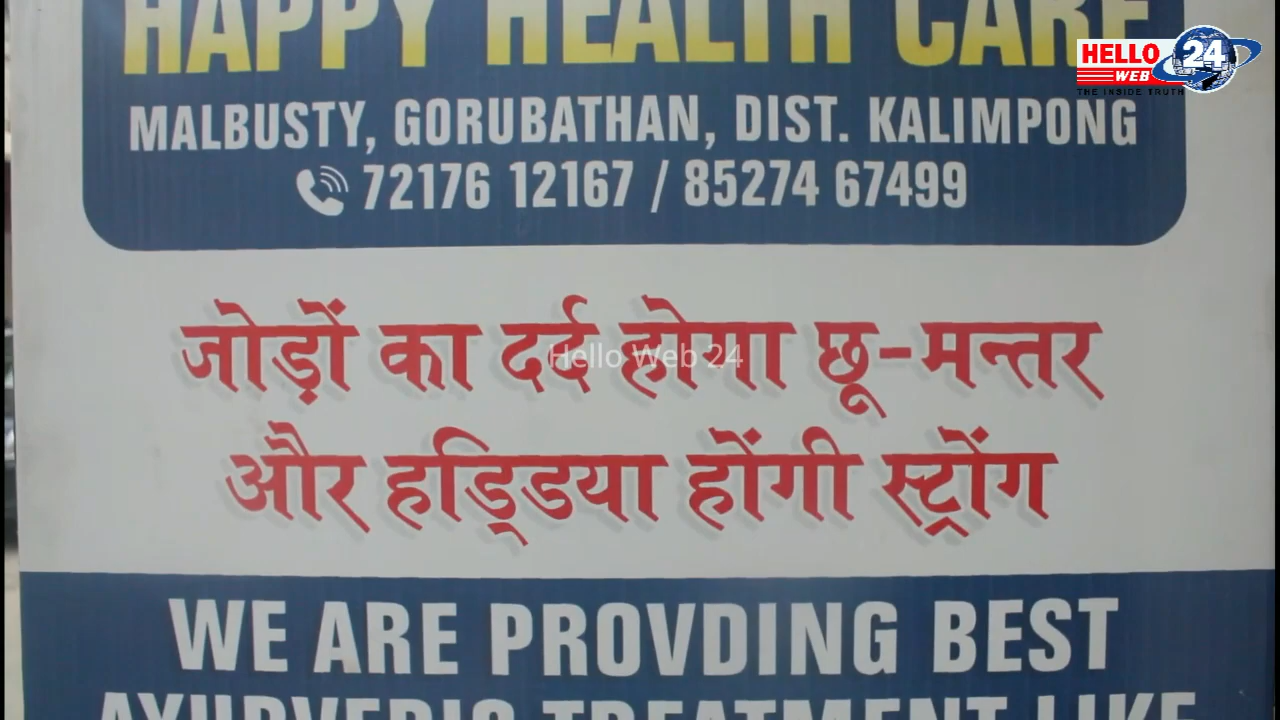 HAPPY HEALTH CARE
HELLO
WEB
24
THE INSIDE TRUTH
MALBUSTY, GORUBATHAN, DIST. KALIMPONG
72176 12167 / 85274 67499
जोड़ों का दर्द होगा छू-मन्तर
Hello Web 24
और हड्डिया होंगी स्ट्रोंग
WE ARE PROVDING BEST
AYURVEDIC TREATMENT LIKE